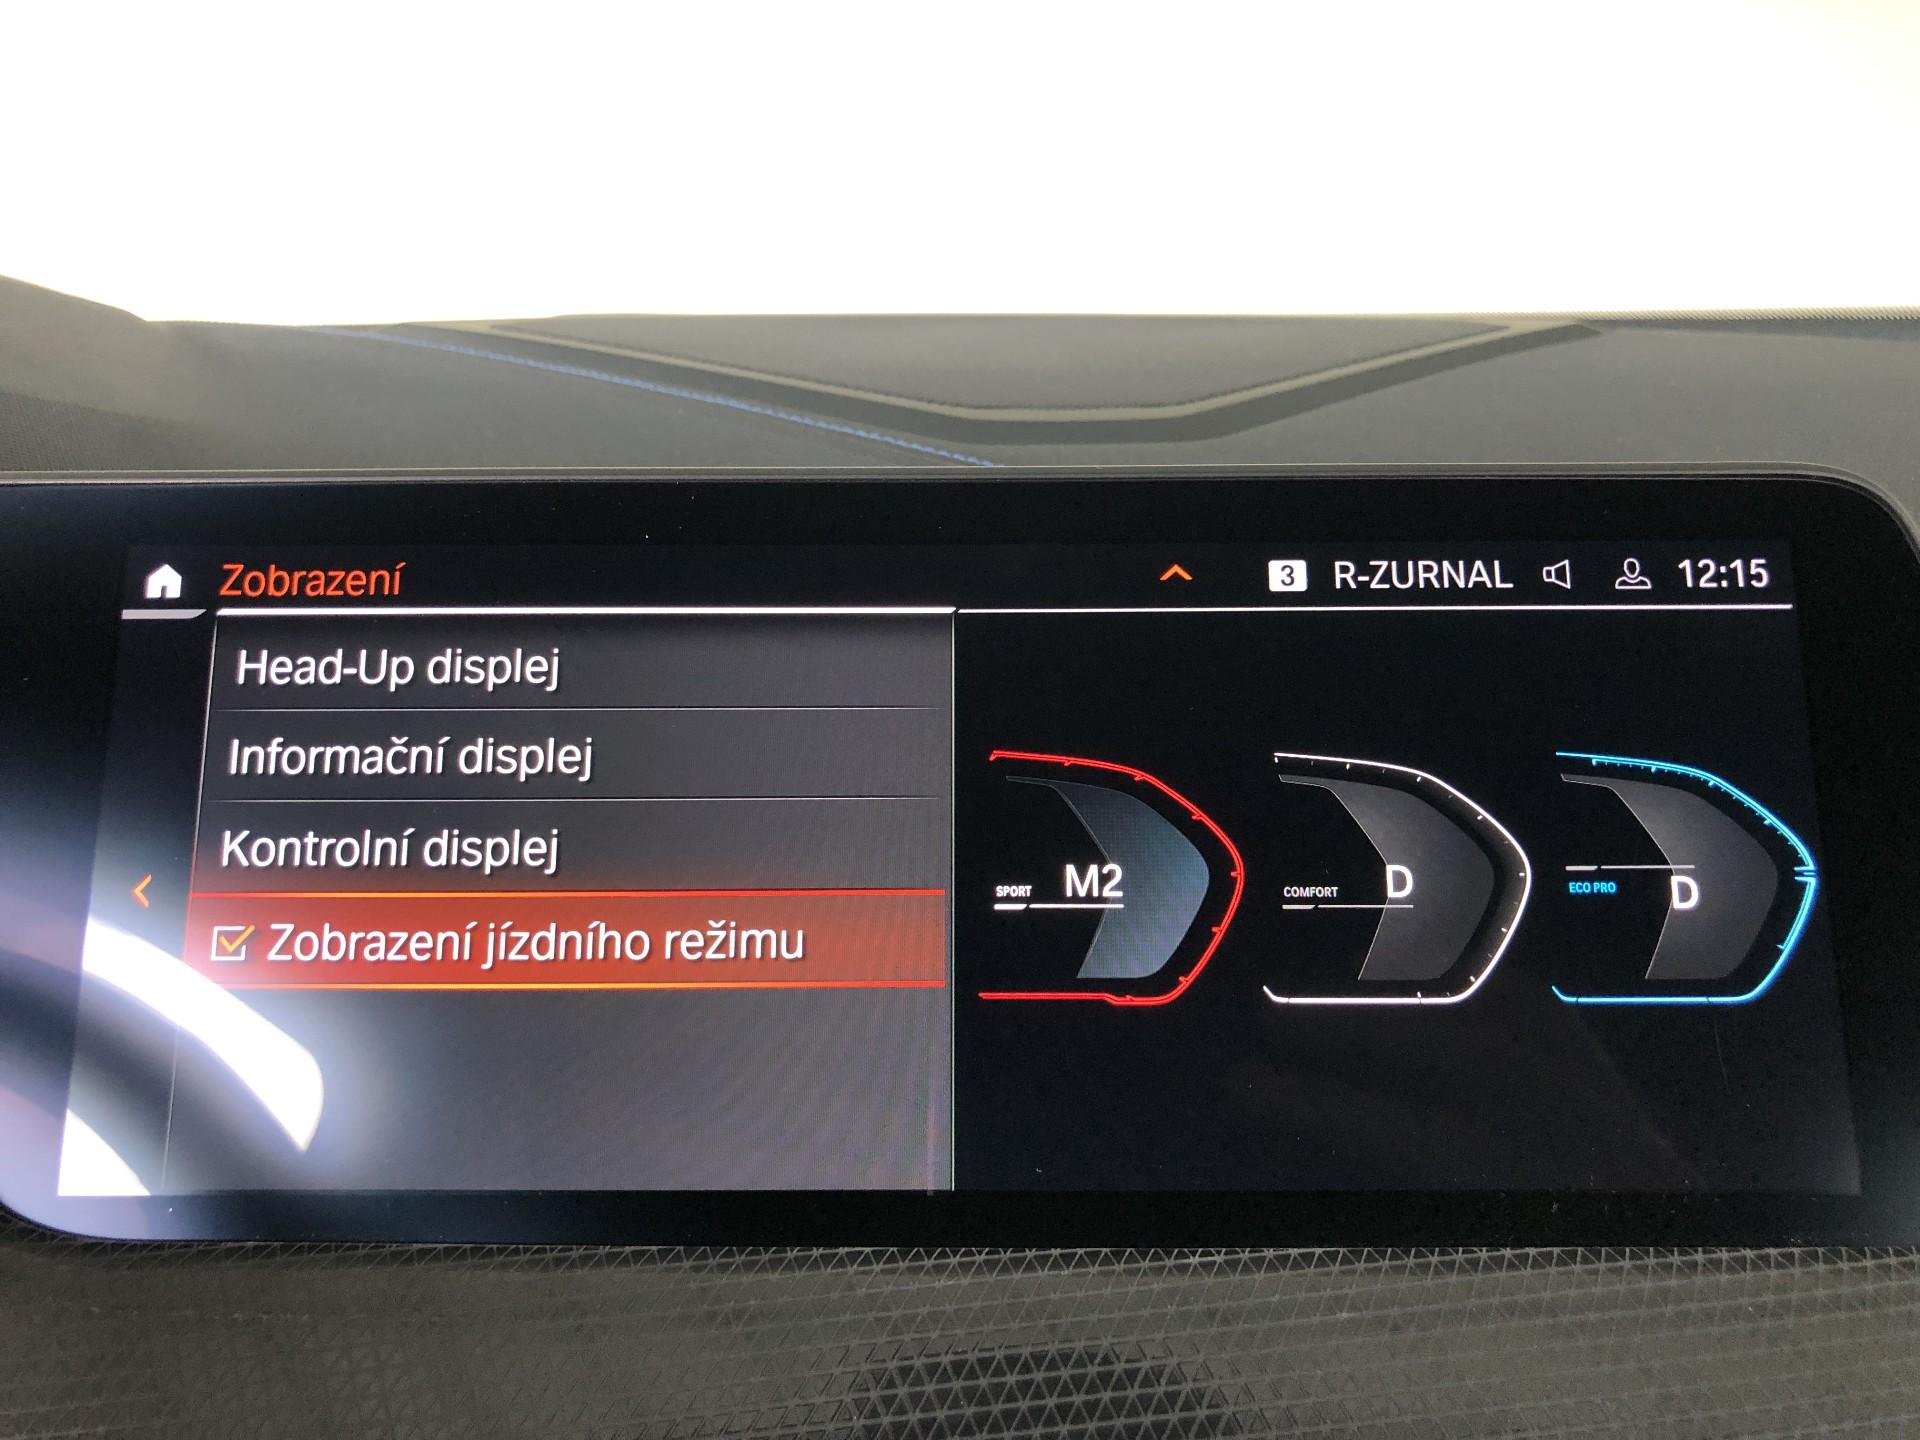 Zobrazení
3 R-ZURNAL 12:15
Head-Up displej
Informační displej
Kontrolní displej
Zobrazení jízdního režimu
SPORT M2
COMFORT D
ECO PRO D